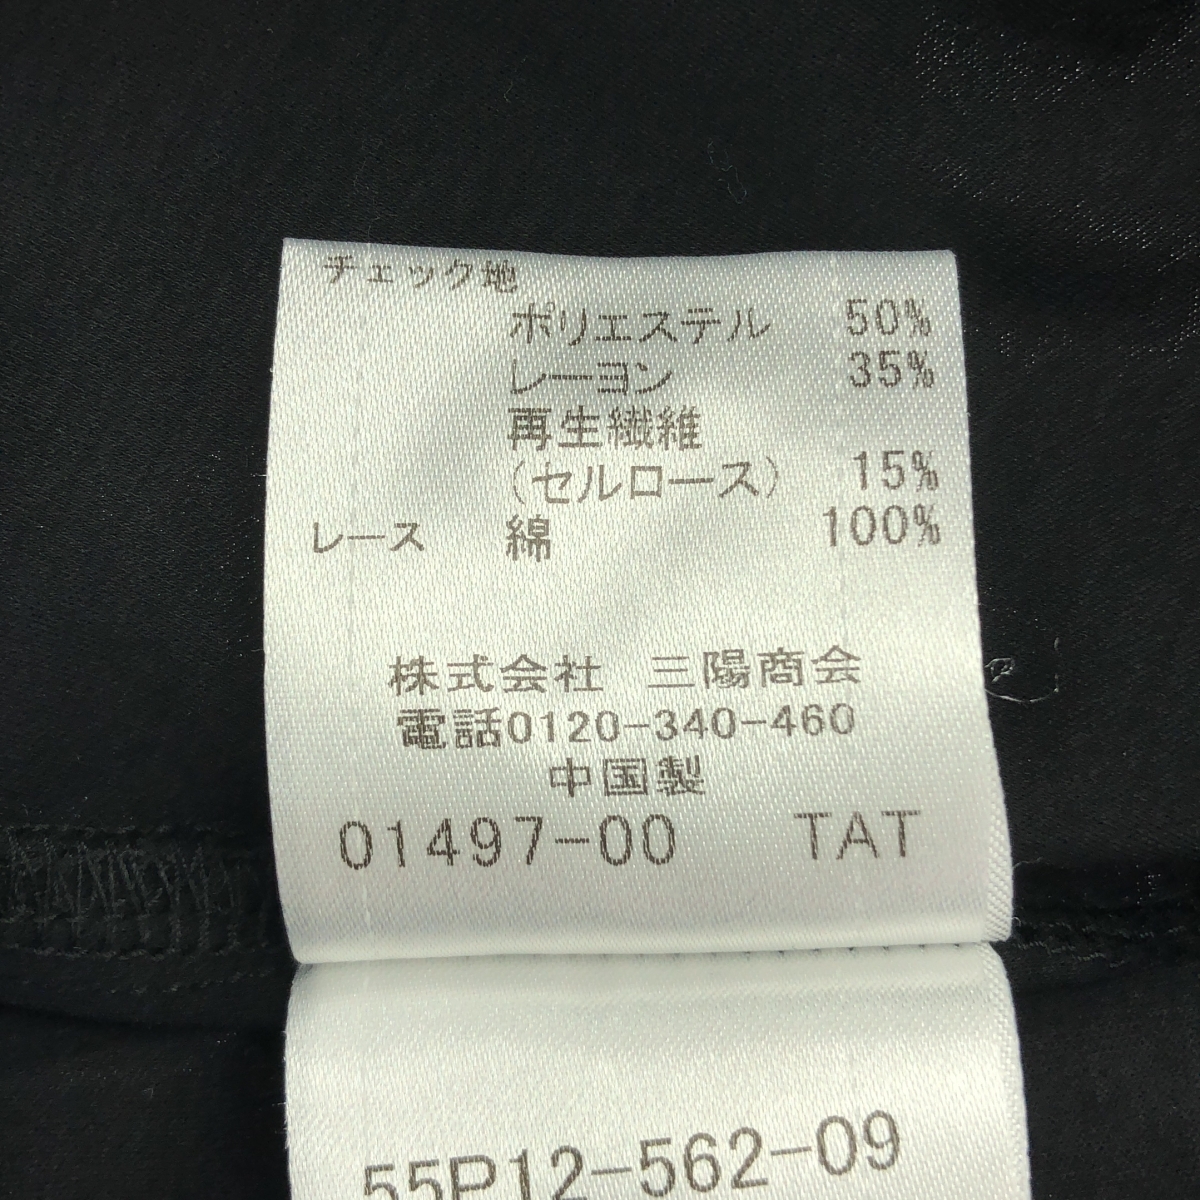 チェック地
ポリエステル 50%
レーヨン 35%
再生繊維
(セルロース) 15%
レース 綿 100%
株式会社 三陽商会
電話0120-340-460
中国製
01497-00 TAT
55P12-562-09